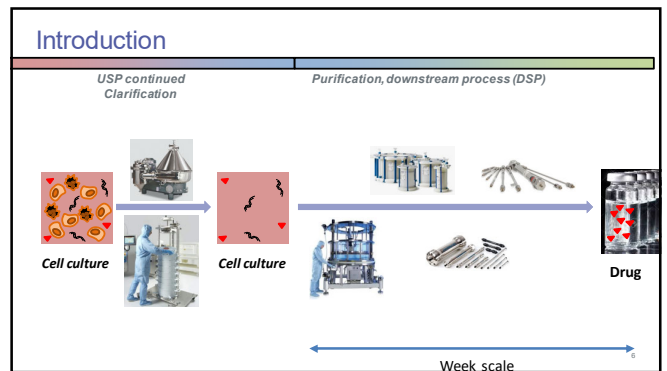 Introduction
USP continued
Clarification
Purification, downstream process (DSP)
Cell culture
Cell culture
Drug
Week scale
6